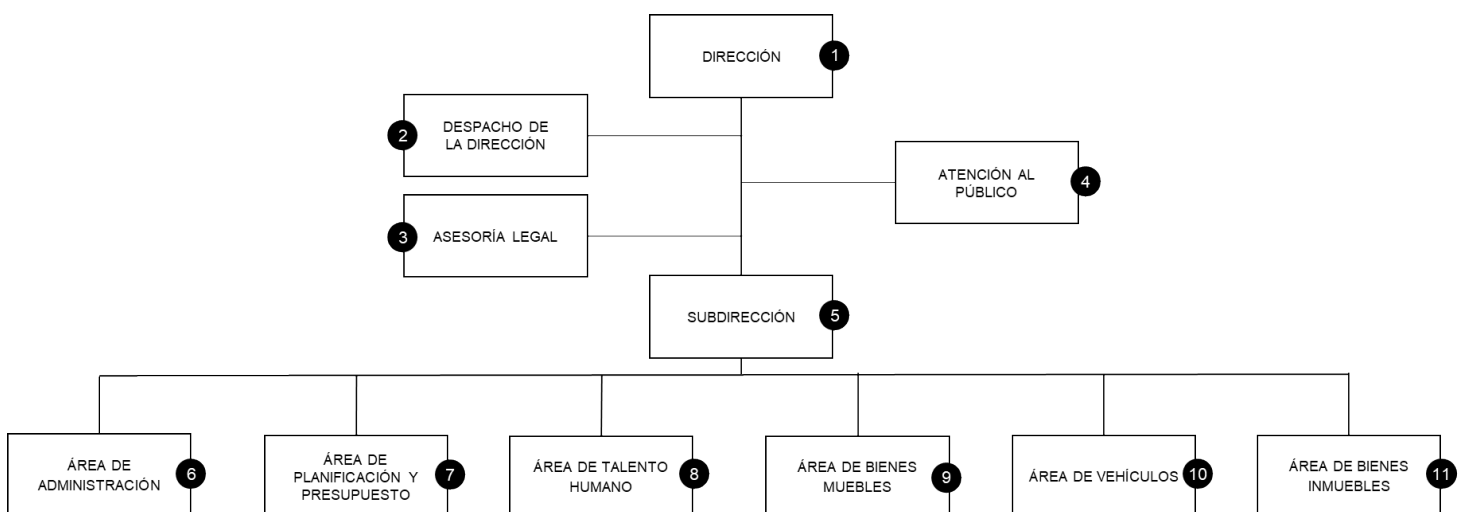 DIRECCIÓN
1
2
DESPACHO DE
LA DIRECCIÓN
ATENCIÓN AL
PÚBLICO
4
3
ASESORÍA LEGAL
SUBDIRECCIÓN
5
ÁREA DE
ADMINISTRACIÓN
6
ÁREA DE
PLANIFICACIÓN Y
PRESUPUESTO
7
ÁREA DE TALENTO
HUMANO
8
ÁREA DE BIENES
MUEBLES
9
ÁREA DE VEHÍCULOS
10
ÁREA DE BIENES
INMUEBLES
11